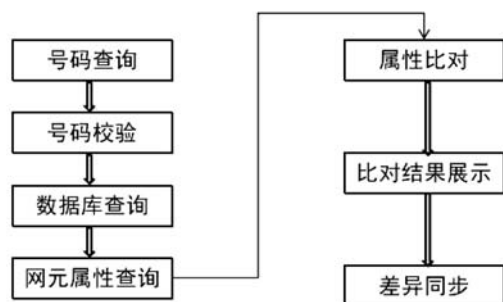 号码查询
号码校验
数据库查询
网元属性查询
属性比对
比对结果展示
差异同步